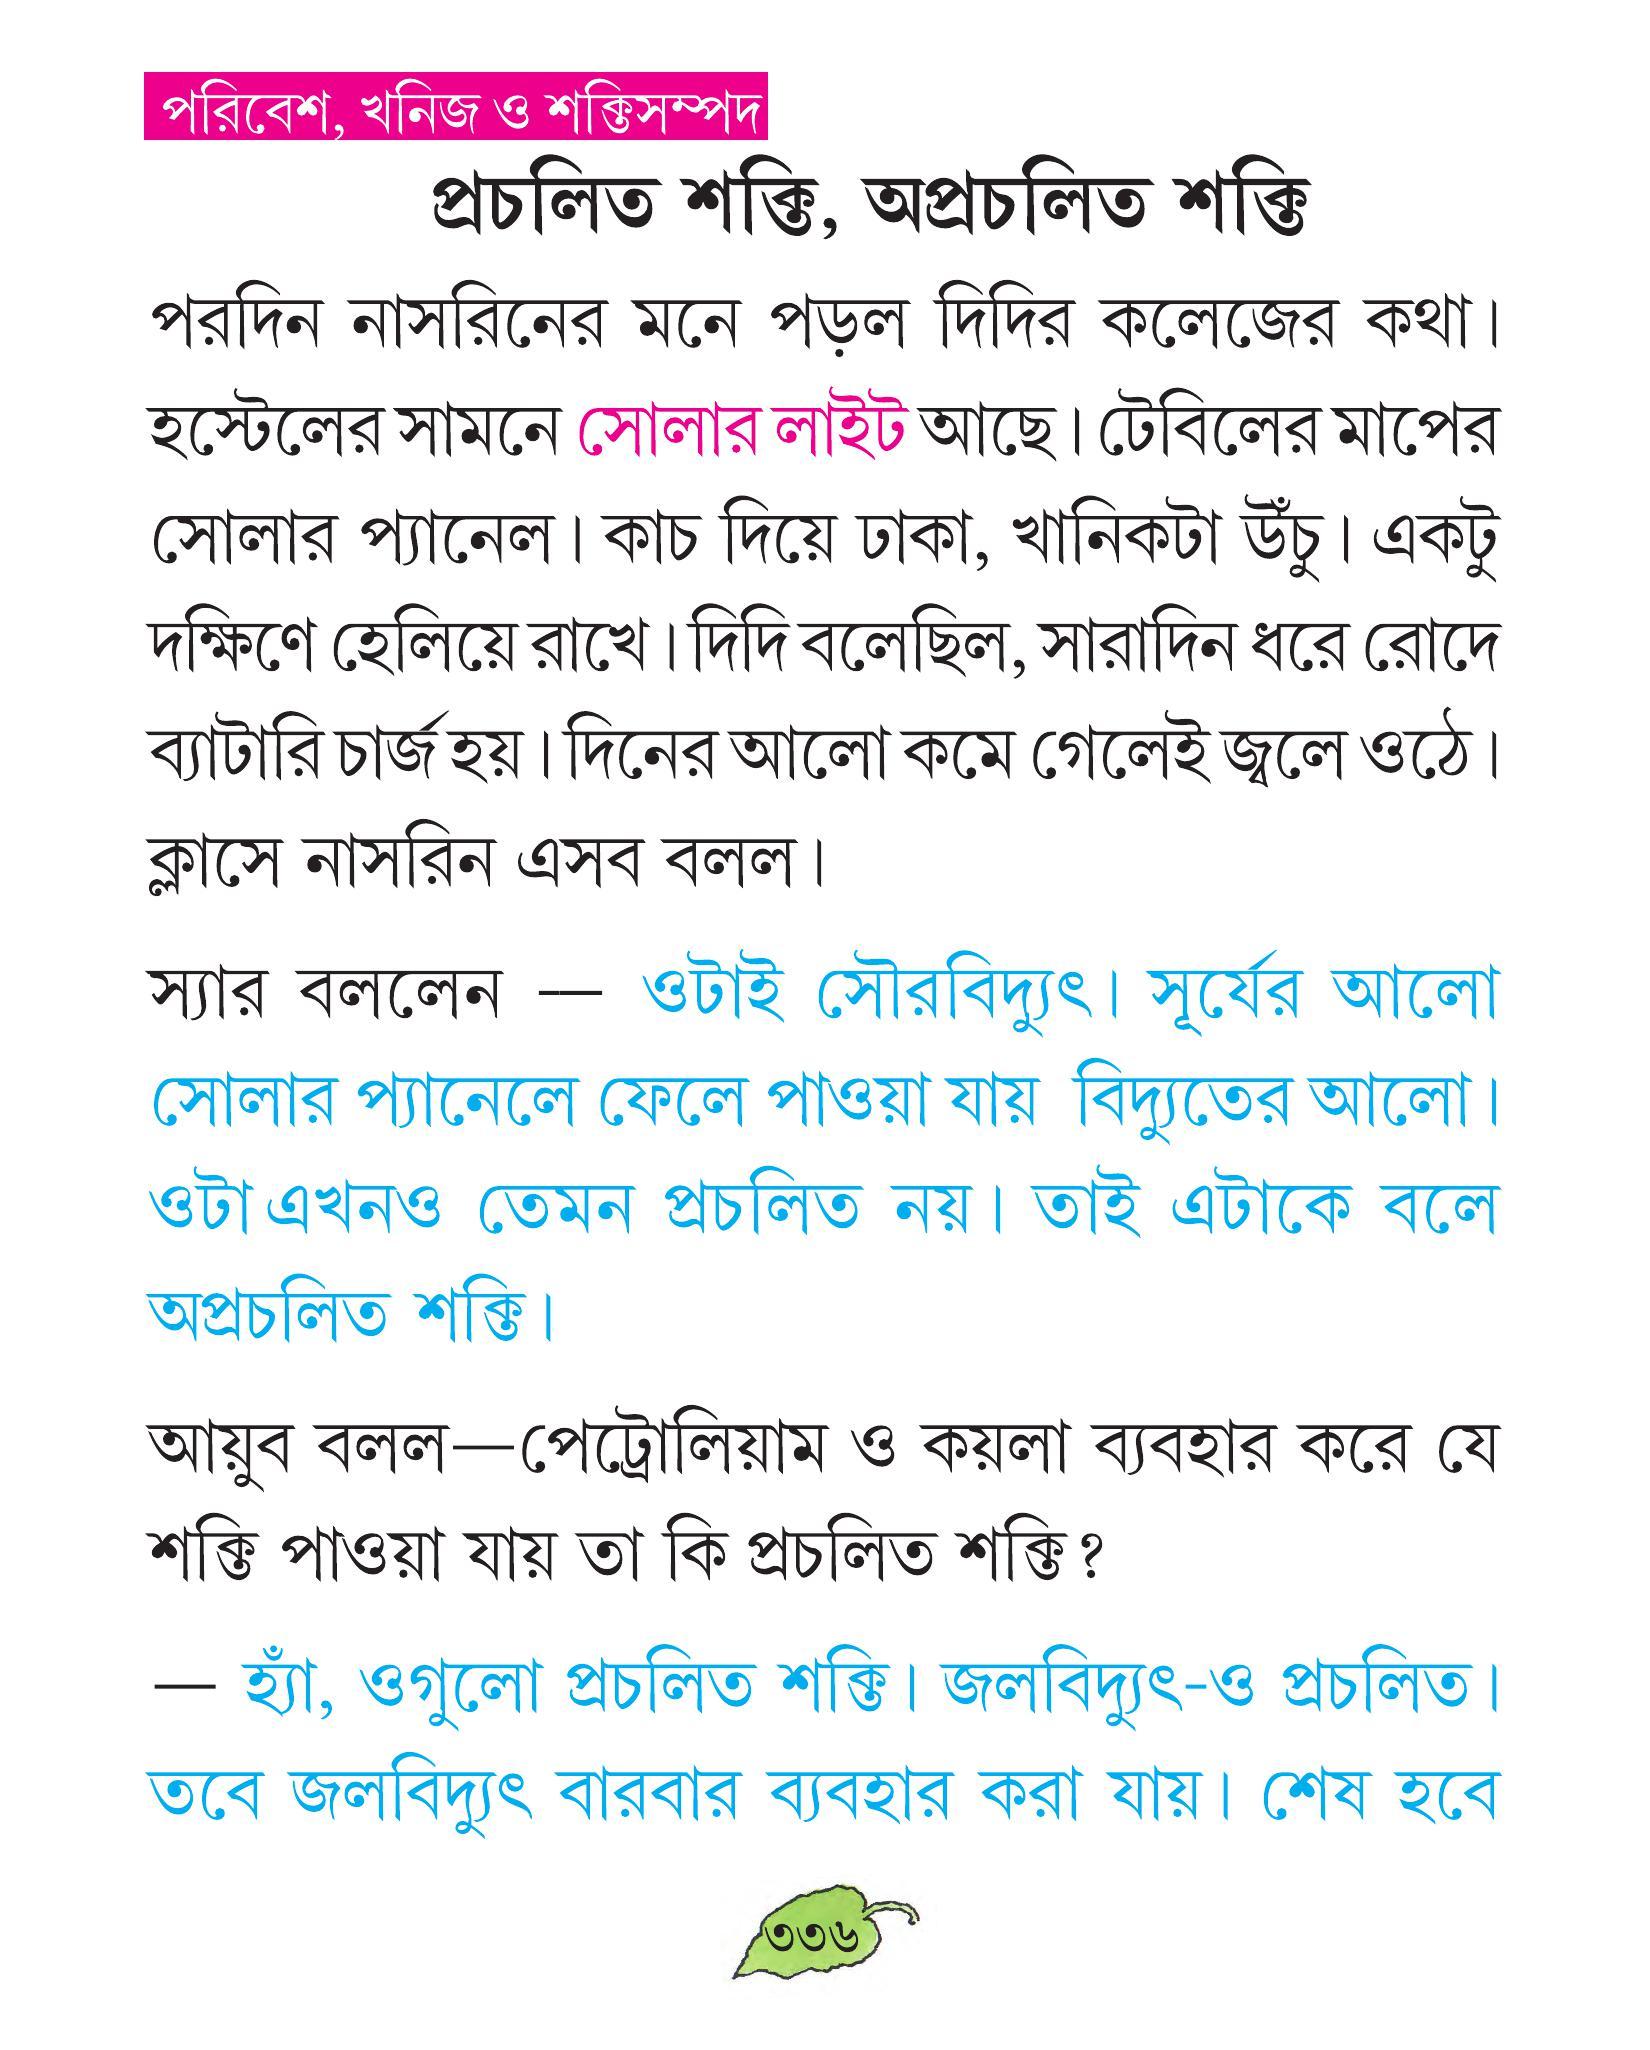 পরিবেশ, খনিজ ও শক্তিসম্পদ
প্রচলিত শক্তি, অপ্রচলিত শক্তি
পরদিন নাসরিনের মনে পড়ল দিদির কলেজের কথা।
হস্টেলের সামনে সোলার লাইট আছে। টেবিলের মাপের
সোলার প্যানেল। কাচ দিয়ে ঢাকা, খানিকটা উঁচু। একটু
দক্ষিণে হেলিয়ে রাখে। দিদি বলেছিল, সারাদিন ধরে রোদে
ব্যাটারি চার্জ হয়। দিনের আলো কমে গেলেই জ্বলে ওঠে।
ক্লাসে নাসরিন এসব বলল।
স্যার বললেন — ওটাই সৌরবিদ্যুৎ। সূর্যের আলো
সোলার প্যানেলে ফেলে পাওয়া যায় বিদ্যুতের আলো।
ওটা এখনও তেমন প্রচলিত নয়। তাই এটাকে বলে
অপ্রচলিত শক্তি।
আয়ুব বলল—পেট্রোলিয়াম ও কয়লা ব্যবহার করে যে
শক্তি পাওয়া যায় তা কি প্রচলিত শক্তি?
— হ্যাঁ, ওগুলো প্রচলিত শক্তি। জলবিদ্যুৎ-ও প্রচলিত।
তবে জলবিদ্যুৎ বারবার ব্যবহার করা যায়। শেষ হবে
৩৩৬